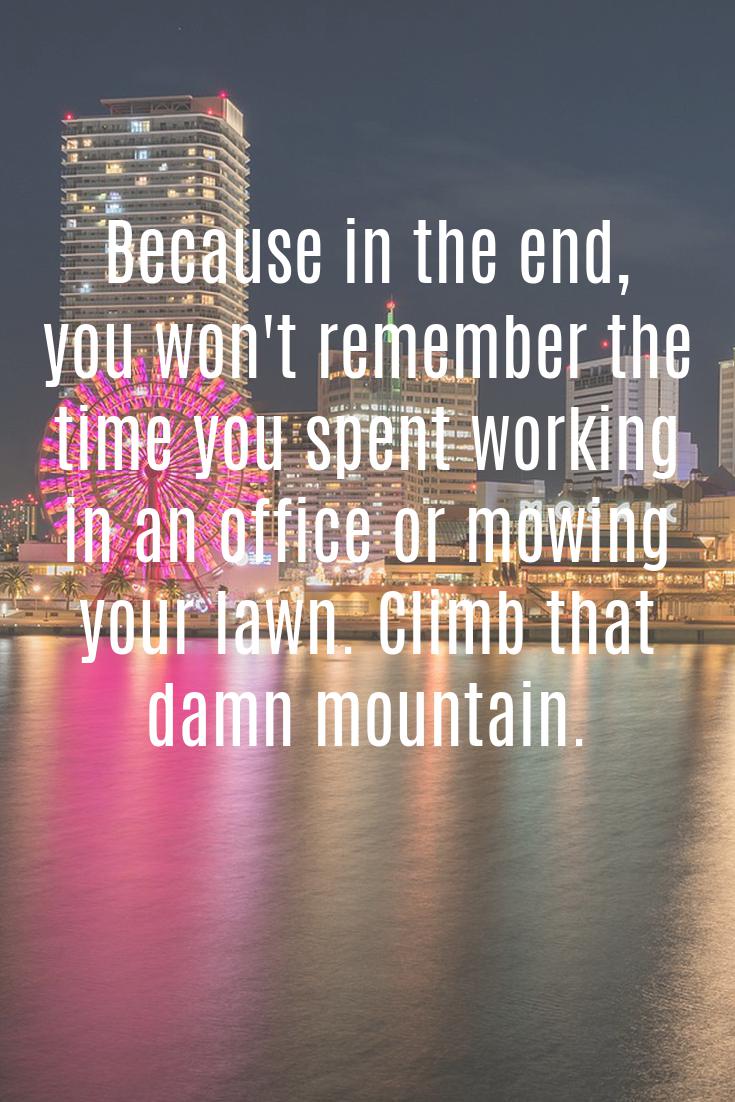 Because in the end,
you won't remember the
time you spent working
in an office or mowing
your lawn. Climb that
damn mountain.
MOSAIC